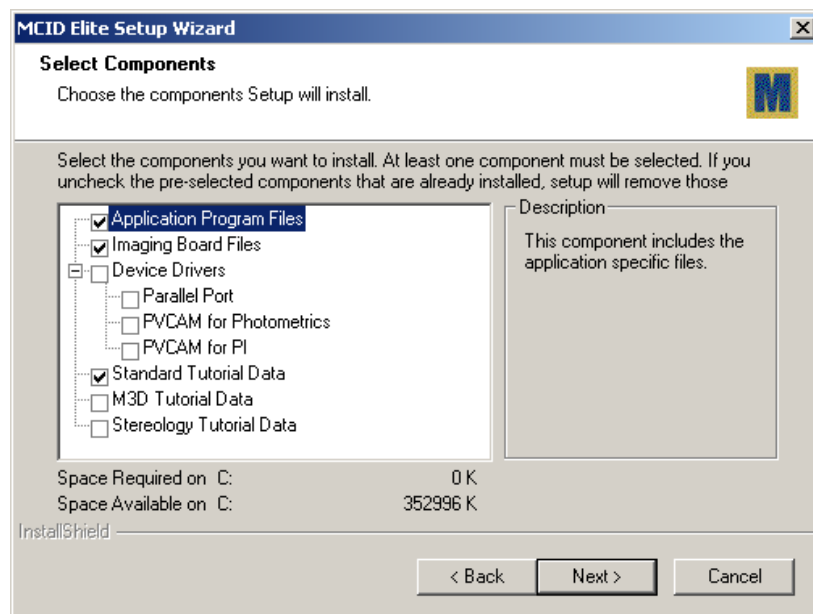 MCID Elite Setup Wizard
Select Components
Choose the components Setup will install.
M
Select the components you want to install. At least one component must be selected. If you
uncheck the pre-selected components that are already installed, setup will remove those
Application Program Files
Imaging Board Files
Device Drivers
Parallel Port
PVCAM for Photometrics
PVCAM for PI
Standard Tutorial Data
M3D Tutorial Data
Stereology Tutorial Data
Description
This component includes the
application specific files.
Space Required on C: 0 K
Space Available on C: 352996 K
InstallShield
< Back Next > Cancel